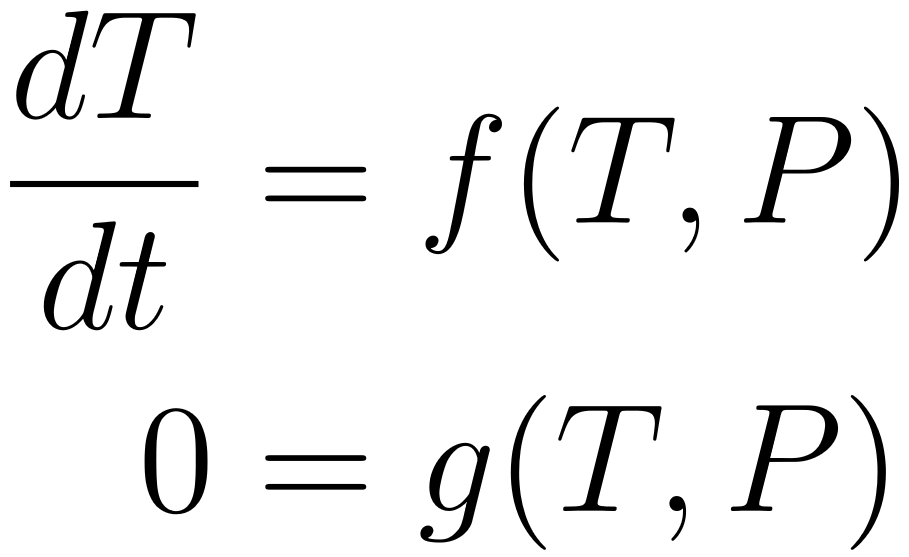 dT/dt = f(T, P)
0 = g(T, P)